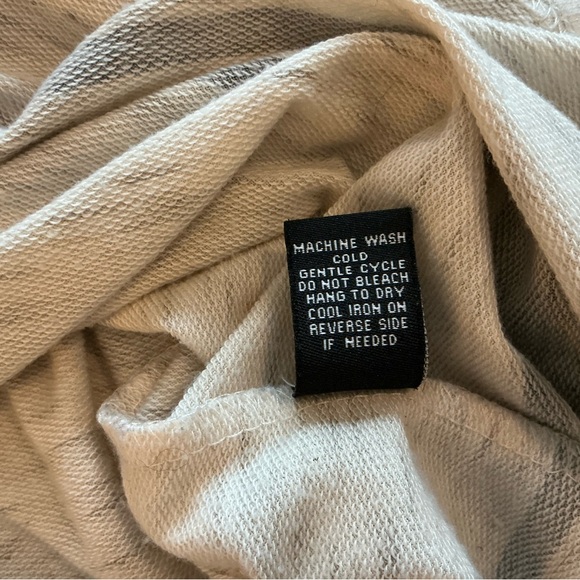 MACHINE WASH
COLD
GENTLE CYCLE
DO NOT BLEACH
HANG TO DRY
COOL IRON ON
REVERSE SIDE
IF NEEDED